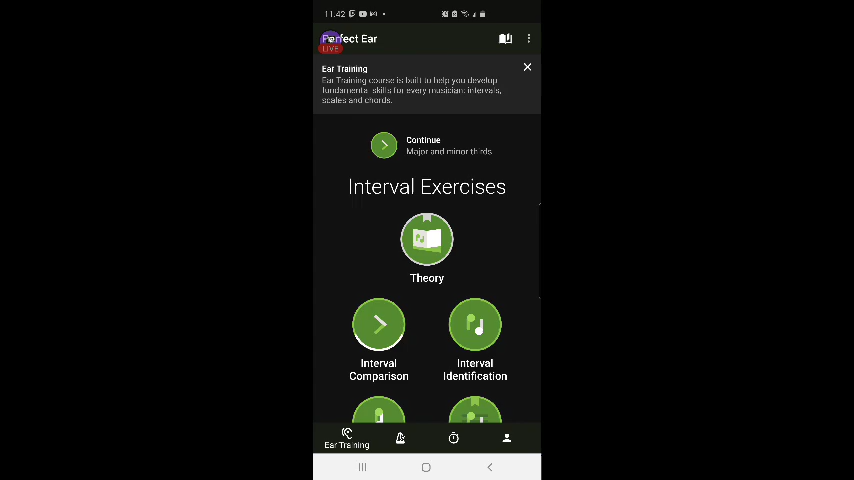 11.42
Perfect Ear
LIVE
Ear Training
Ear Training course is built to help you develop
fundamental skills for every musician: intervals,
scales and chords.
Continue
Major and minor thirds
Interval Exercises
Theory
Interval
Comparison
Interval
Identification
Ear Training